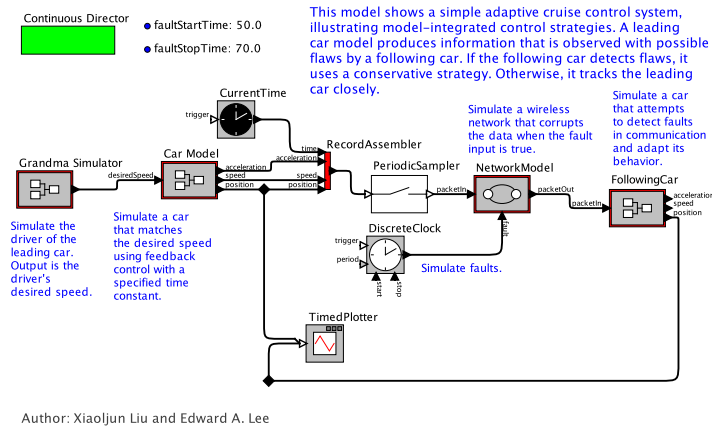 Continuous Director
faultStartTime: 50.0
faultStopTime: 70.0
This model shows a simple adaptive cruise control system,
illustrating model-integrated control strategies. A leading
car model produces information that is observed with possible
flaws by a following car. If the following car detects flaws, it
uses a conservative strategy. Otherwise, it tracks the leading
car closely.
CurrentTime
trigger
time
acceleration
speed
position
RecordAssembler
Simulate a wireless
network that corrupts
the data when the fault
input is true.
Simulate a car
that attempts
to detect faults
in communication
and adapt its
behavior.
Grandma Simulator
desiredSpeed
Car Model
acceleration
speed
position
PeriodicSampler
packetIn
NetworkModel
packetOut
fault
packetIn
FollowingCar
acceleration
speed
position
Simulate the
driver of the
leading car.
Output is the
driver's
desired speed.
Simulate a car
that matches
the desired speed
using feedback
control with a
specified time
constant.
DiscreteClock
trigger
period
start
stop
Simulate faults.
TimedPlotter
Author: Xiaoljun Liu and Edward A. Lee